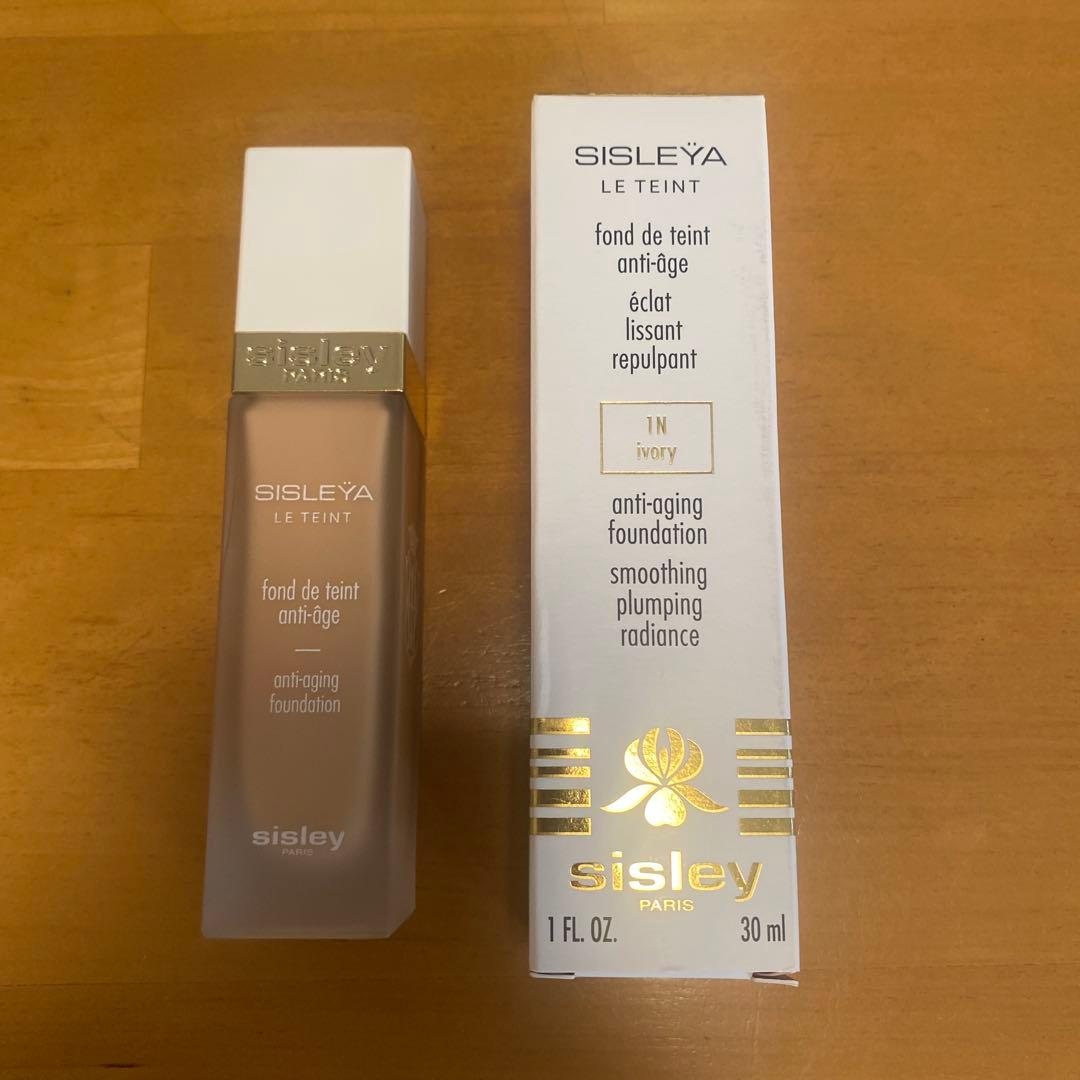 sisley
PARIS
SISLEŸA
LE TEINT
fond de teint
anti-âge
anti-aging
foundation
sisley
PARIS
SISLEŸA
LE TEINT
fond de teint
anti-âge
éclat
lissant
repulpant
1N
ivory
anti-aging
foundation
smoothing
plumping
radiance
sisley
PARIS
1 FL. OZ. 30 ml